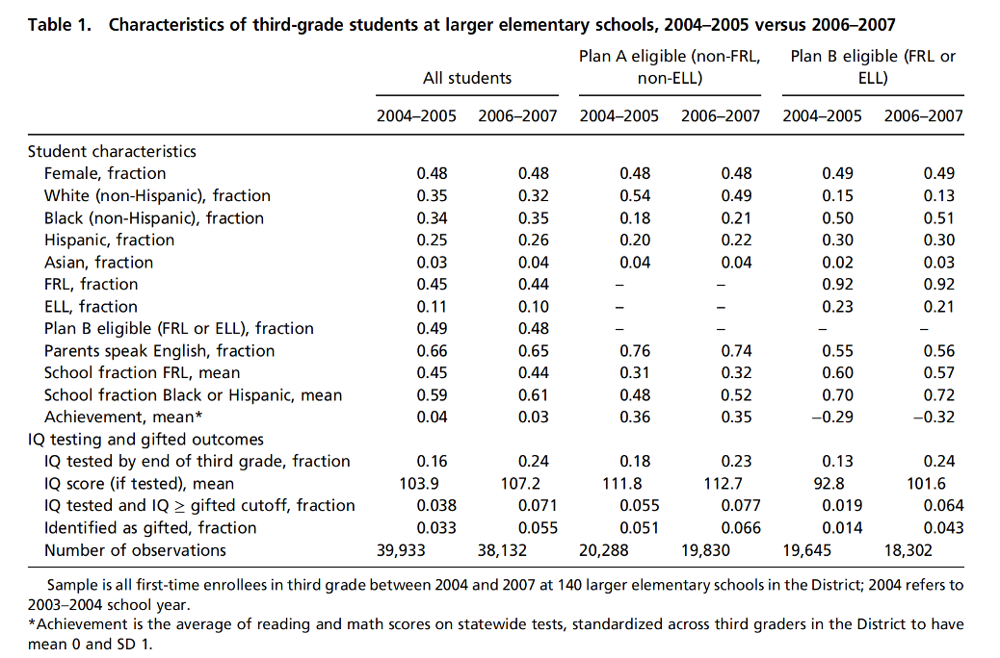 Table 1. Characteristics of third-grade students at larger elementary schools, 2004–2005 versus 2006–2007
All students Plan A eligible (non-FRL, non-ELL) Plan B eligible (FRL or ELL)
2004–2005 2006–2007 2004–2005 2006–2007 2004–2005 2006–2007
Student characteristics
Female, fraction 0.48 0.48 0.48 0.48 0.49 0.49
White (non-Hispanic), fraction 0.35 0.32 0.54 0.49 0.15 0.13
Black (non-Hispanic), fraction 0.34 0.35 0.18 0.21 0.50 0.51
Hispanic, fraction 0.25 0.26 0.20 0.22 0.30 0.30
Asian, fraction 0.03 0.04 0.04 0.04 0.02 0.03
FRL, fraction 0.45 0.44 – – 0.92 0.92
ELL, fraction 0.11 0.10 – – 0.23 0.21
Plan B eligible (FRL or ELL), fraction 0.49 0.48 – – – –
Parents speak English, fraction 0.66 0.65 0.76 0.74 0.55 0.56
School fraction FRL, mean 0.45 0.44 0.31 0.32 0.60 0.57
School fraction Black or Hispanic, mean 0.59 0.61 0.48 0.52 0.70 0.72
Achievement, mean* 0.04 0.03 0.36 0.35 −0.29 −0.32
IQ testing and gifted outcomes
IQ tested by end of third grade, fraction 0.16 0.24 0.18 0.23 0.13 0.24
IQ score (if tested), mean 103.9 107.2 111.8 112.7 92.8 101.6
IQ tested and IQ ≥ gifted cutoff, fraction 0.038 0.071 0.055 0.077 0.019 0.064
Identified as gifted, fraction 0.033 0.055 0.051 0.066 0.014 0.043
Number of observations 39,933 38,132 20,288 19,830 19,645 18,302
Sample is all first-time enrollees in third grade between 2004 and 2007 at 140 larger elementary schools in the District; 2004 refers to
2003–2004 school year.
*Achievement is the average of reading and math scores on statewide tests, standardized across third graders in the District to have
mean 0 and SD 1.